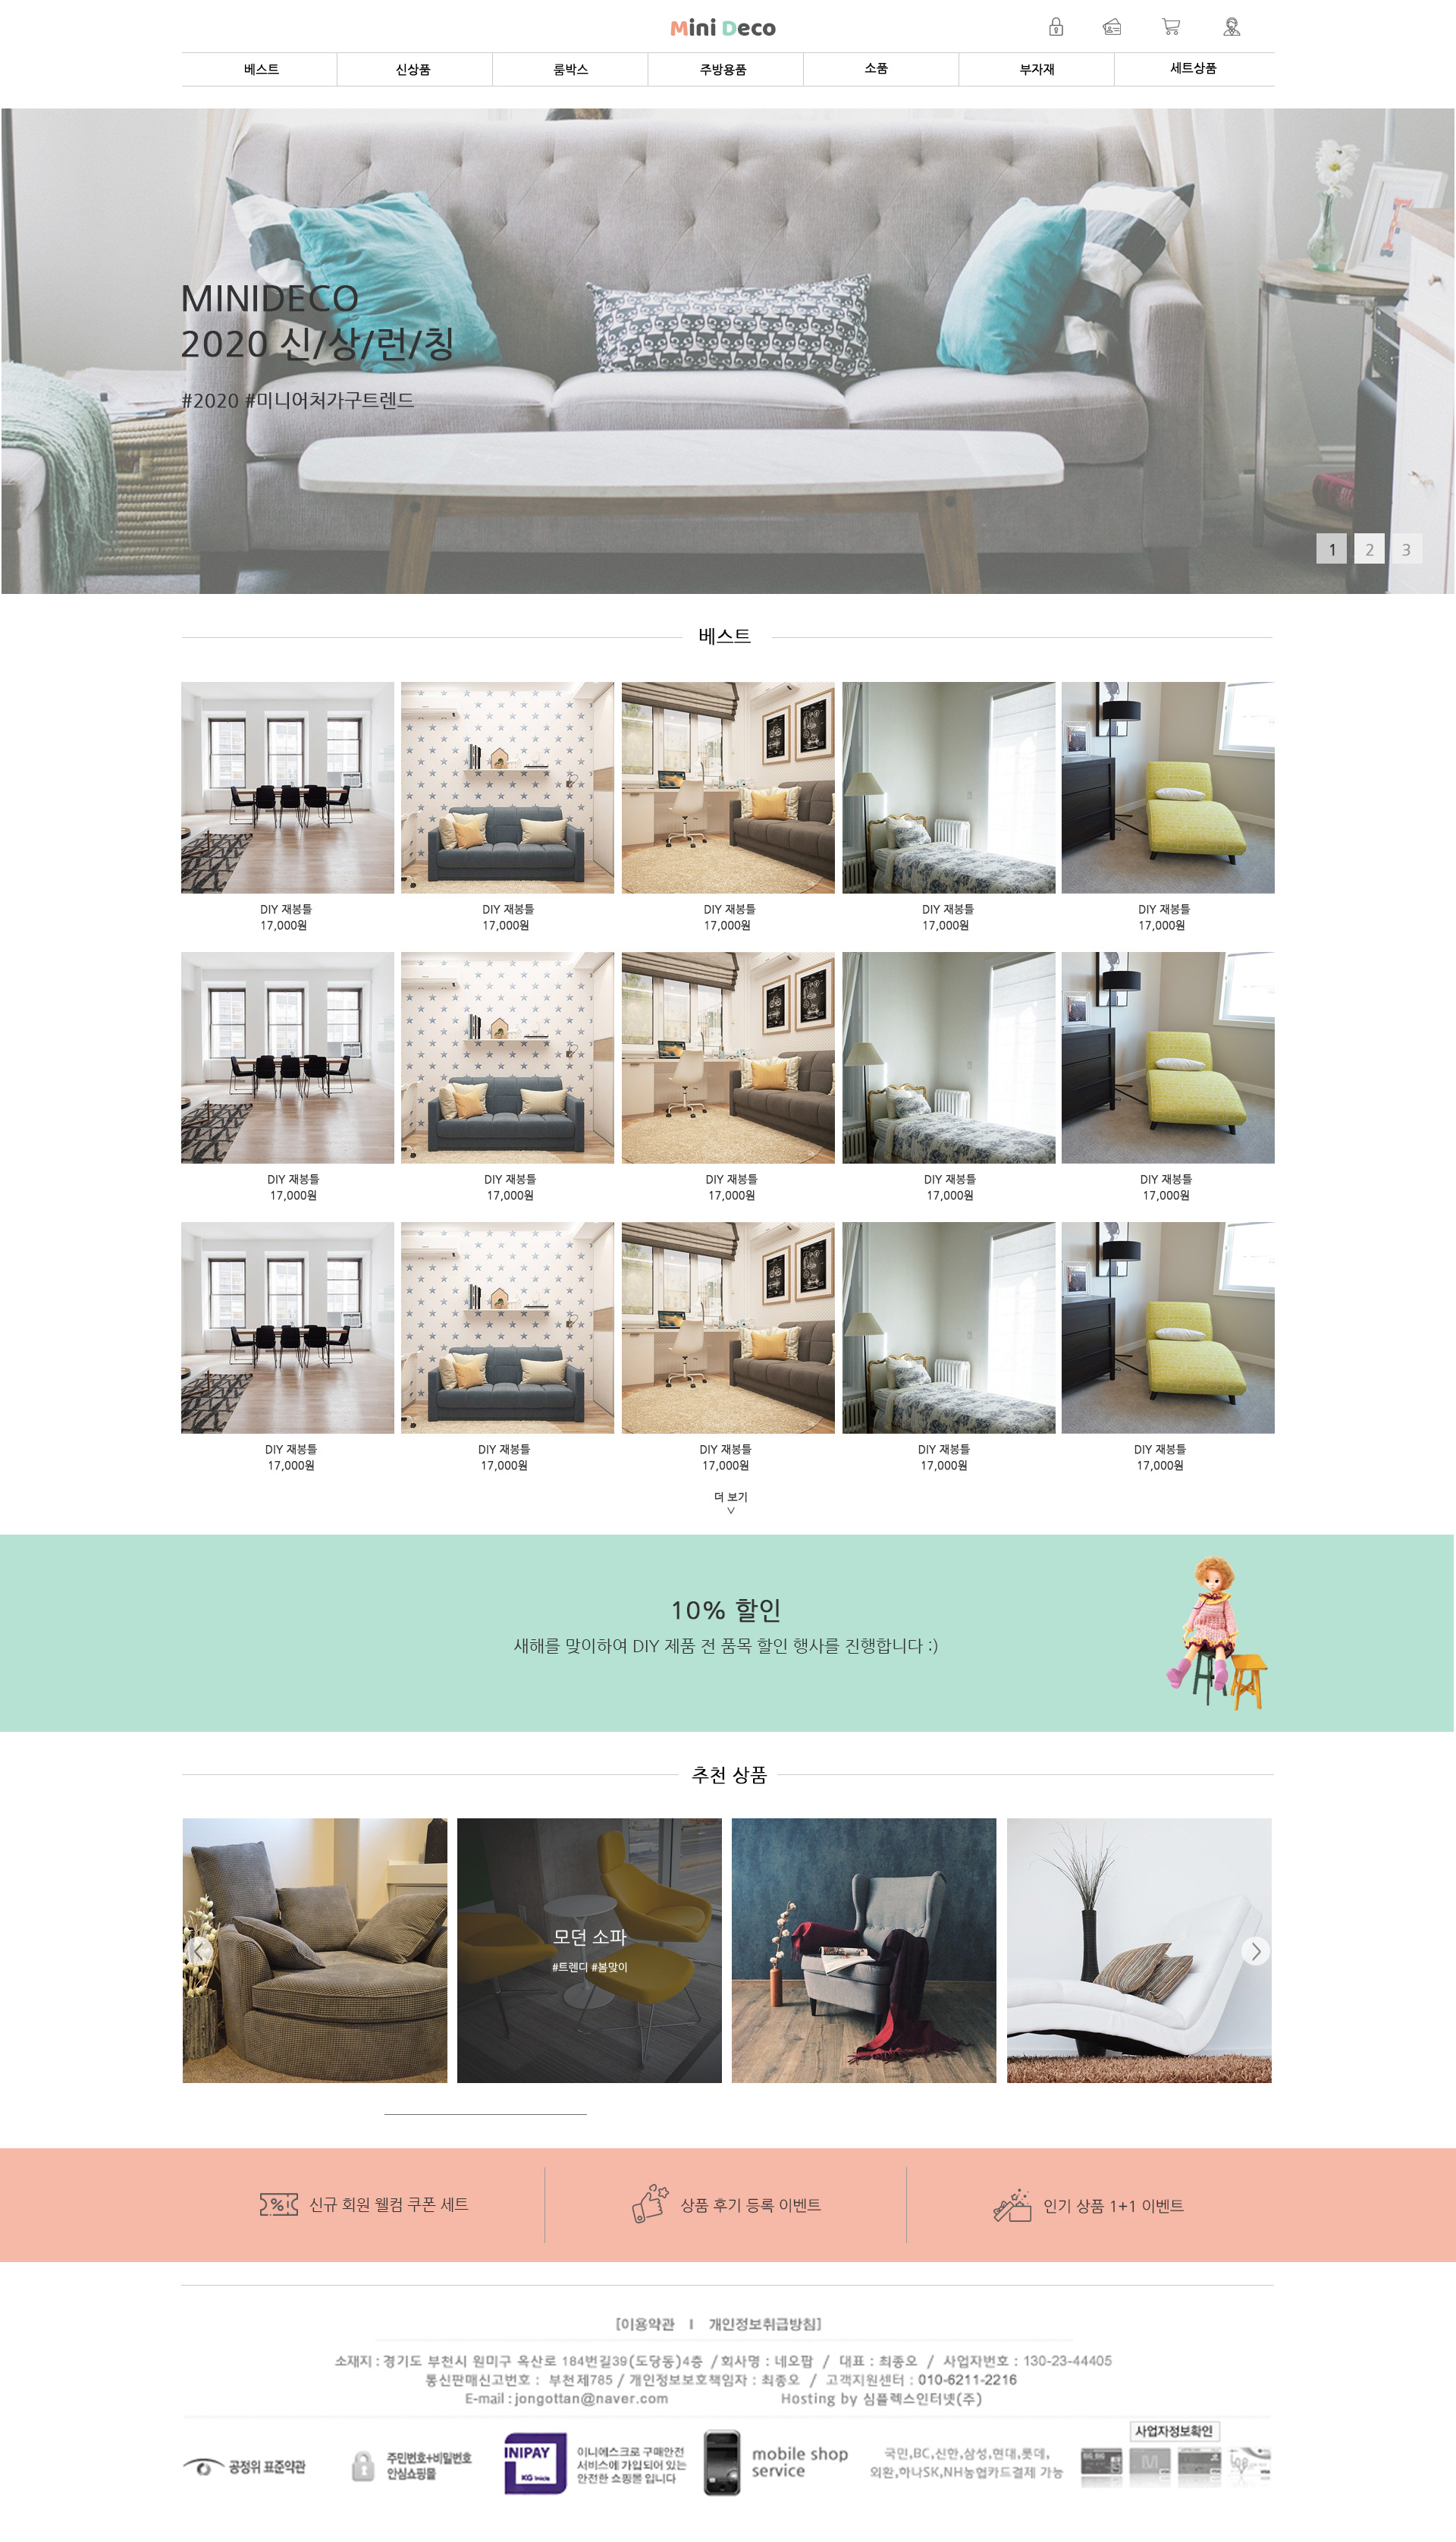 Mini Deco
베스트
신상품
룸박스
주방용품
소품
부자재
세트상품
MINIDECO
2020 신/상/런/칭
#2020 #미니어처가구트렌드
1 2 3
베스트
DIY 재봉틀 DIY 재봉틀 DIY 재봉틀 DIY 재봉틀 DIY 재봉틀
17,000원 17,000원 17,000원 17,000원 17,000원
DIY 재봉틀 DIY 재봉틀 DIY 재봉틀 DIY 재봉틀 DIY 재봉틀
17,000원 17,000원 17,000원 17,000원 17,000원
DIY 재봉틀 DIY 재봉틀 DIY 재봉틀 DIY 재봉틀 DIY 재봉틀
17,000원 17,000원 17,000원 17,000원 17,000원
더 보기
10% 할인
새해를 맞이하여 DIY 제품 전 품목 할인 행사를 진행합니다 :)
추천 상품
모던 소파
#트렌디 #봄맞이
신규 회원 웰컴 쿠폰 세트
상품 후기 등록 이벤트
인기 상품 1+1 이벤트
[이용약관 I 개인정보취급방침]
소재지 : 경기도 부천시 원미구 옥산로 184번길39(도당동)4층 / 회사명 : 네오팝 / 대표 : 최종오 / 사업자번호 : 130-23-44405
통신판매신고번호 : 부천제785 / 개인정보보호책임자 : 최종오 / 고객지원센터 : 010-6211-2216
E-mail : jongottan@naver.com Hosting by 심플렉스인터넷(주)
사업자정보확인
공정위 표준약관
주민번호+비밀번호
안심쇼핑몰
INIPAY
KG Inicis
이니에스크로 구매안전
서비스에 가입되어 있는
안전한 쇼핑몰 입니다
mobile shop
service
국민,BC,신한,삼성,현대,롯데,
외환,하나SK,NH농협카드결제 가능